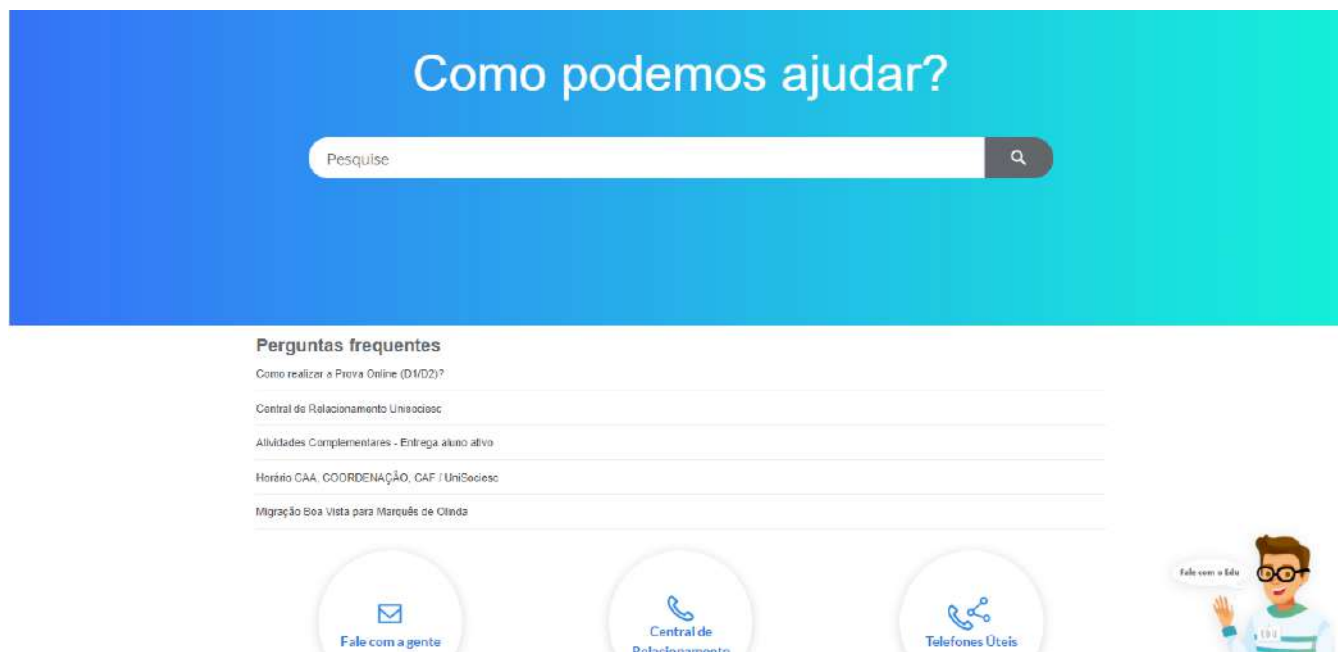 Como podemos ajudar?
Pesquise
Perguntas frequentes
Como realizar a Prova Online (D1/D2)?
Central de Relacionamento Unisociesc
Atividades Complementares - Entrega aluno ativo
Horário CAA, COORDENAÇÃO, CAF / UniSociesc
Migração Boa Vista para Marquês de Olinda
Fale com o Edu
EDU
Fale com a gente
Central de
Relacionamento
Telefones Úteis